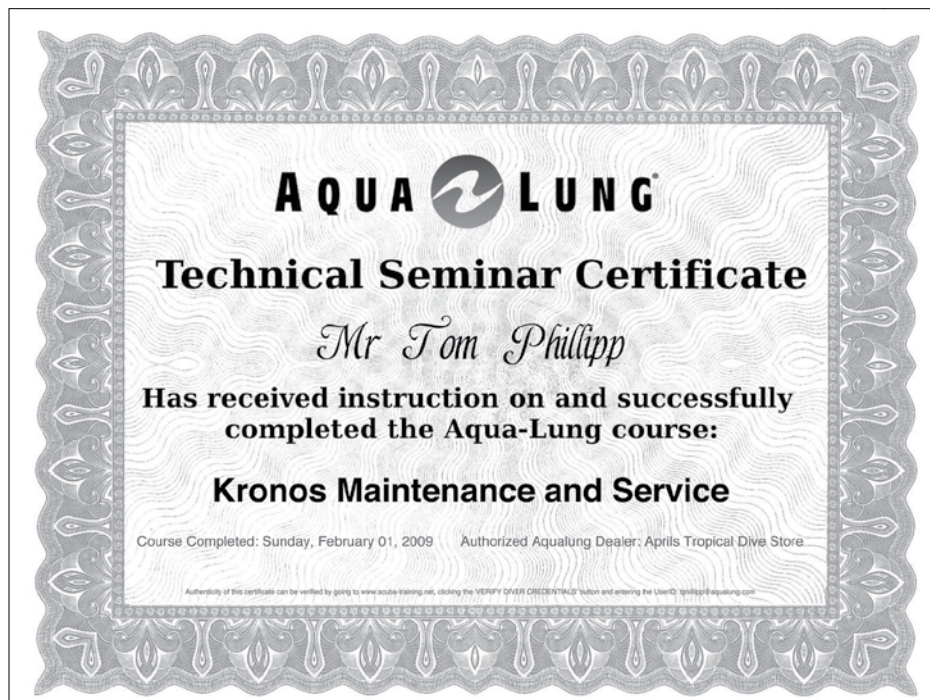 AQUA LUNG®
Technical Seminar Certificate
Mr Tom Phillipp
Has received instruction on and successfully
completed the Aqua-Lung course:
Kronos Maintenance and Service
Course Completed: Sunday, February 01, 2009 Authorized Aqualung Dealer: Aprils Tropical Dive Store
Authenticity of this certificate can be verified by going to www.scuba-training.net, clicking the 'VERIFY DIVER CREDENTIALS' button and entering the UserID: tphillipp@aqualung.com